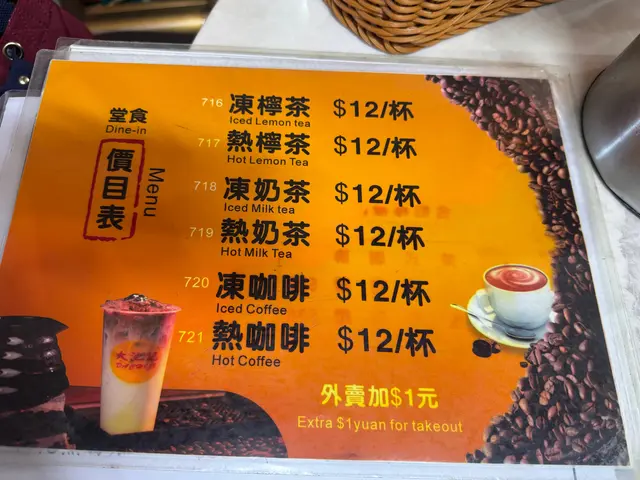 堂食
Dine-in
價目表
Menu
716 凍檸茶 $12/杯
Iced Lemon tea
717 熱檸茶 $12/杯
Hot Lemon Tea
718 凍奶茶 $12/杯
Iced Milk tea
719 熱奶茶 $12/杯
Hot Milk Tea
720 凍咖啡 $12/杯
Iced Coffee
721 熱咖啡 $12/杯
Hot Coffee
外賣加$1元
Extra $1yuan for takeout